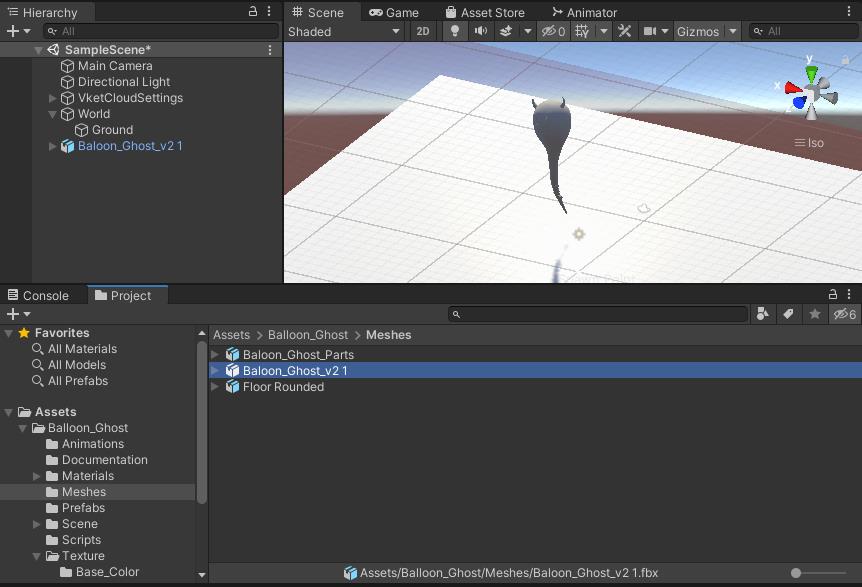 Hierarchy
All
SampleScene*
Main Camera
Directional Light
VketCloudSettings
World
Ground
Baloon_Ghost_v2 1
Scene Game Asset Store Animator
Shaded 2D 0 Gizmos All
y
x
Iso
Console Project
6
Favorites
All Materials
All Models
All Prefabs
Assets
Balloon_Ghost
Animations
Documentation
Materials
Meshes
Prefabs
Scene
Scripts
Texture
Base_Color
Assets > Balloon_Ghost > Meshes
Baloon_Ghost_Parts
Baloon_Ghost_v2 1
Floor Rounded
Assets/Balloon_Ghost/Meshes/Baloon_Ghost_v2 1.fbx